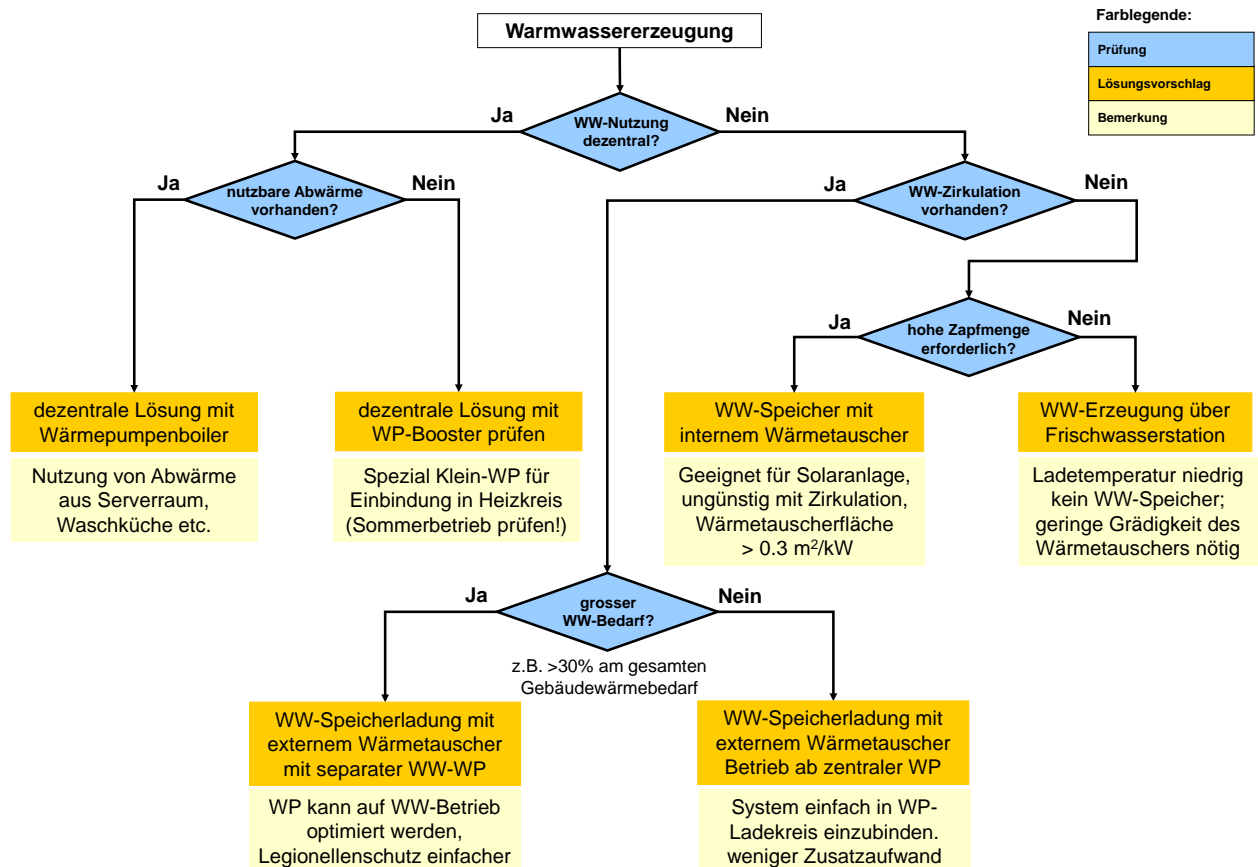 Warmwassererzeugung
Farblegende:
Prüfung
Lösungsvorschlag
Bemerkung
Ja
WW-Nutzung
dezentral?
Nein
Ja
nutzbare Abwärme
vorhanden?
Nein
Ja
WW-Zirkulation
vorhanden?
Nein
Ja
hohe Zapfmenge
erforderlich?
Nein
dezentrale Lösung mit
Wärmepumpenboiler
Nutzung von Abwärme
aus Serverraum,
Waschküche etc.
dezentrale Lösung mit
WP-Booster prüfen
Spezial Klein-WP für
Einbindung in Heizkreis
(Sommerbetrieb prüfen!)
WW-Speicher mit
internem Wärmetauscher
Geeignet für Solaranlage,
ungünstig mit Zirkulation,
Wärmetauscherfläche
> 0.3 m²/kW
WW-Erzeugung über
Frischwasserstation
Ladetemperatur niedrig
kein WW-Speicher;
geringe Grädigkeit des
Wärmetauschers nötig
Ja
grosser
WW-Bedarf?
Nein
z.B. >30% am gesamten
Gebäudewärmebedarf
WW-Speicherladung mit
externem Wärmetauscher
mit separater WW-WP
WP kann auf WW-Betrieb
optimiert werden,
Legionellenschutz einfacher
WW-Speicherladung mit
externem Wärmetauscher
Betrieb ab zentraler WP
System einfach in WP-
Ladekreis einzubinden.
weniger Zusatzaufwand